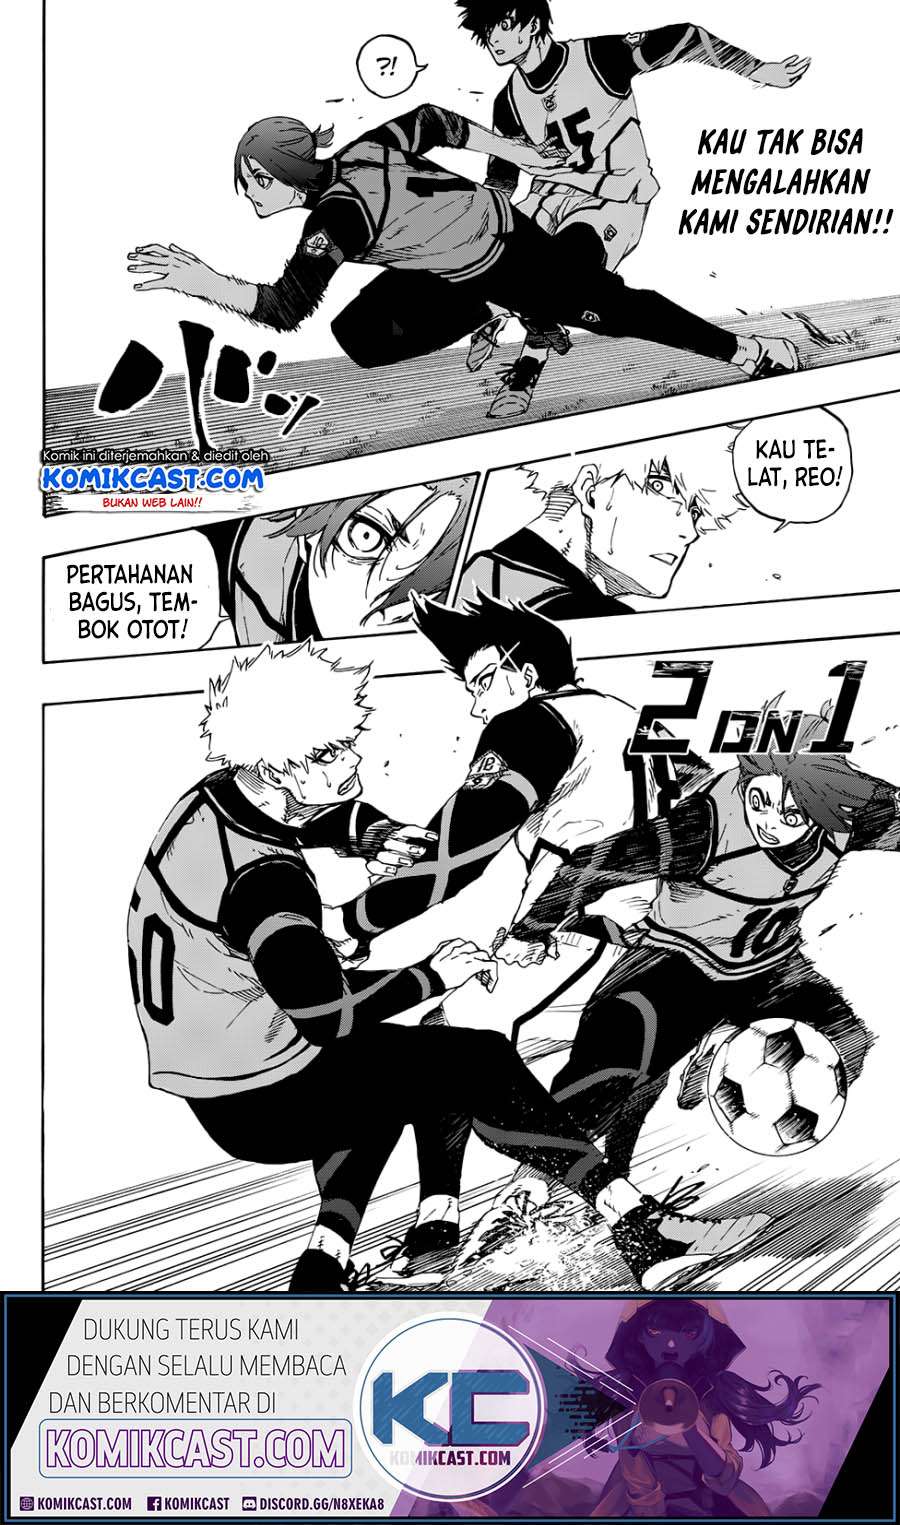 ?!
15
KAU TAK BISA
MENGALAHKAN
KAMI SENDIRIAN!!
バッ
Komik ini diterjemahkan & diedit oleh
KOMIKCAST.COM
BUKAN WEB LAIN!!
KAU TE-
LAT, REO!
PERTAHANAN
BAGUS, TEM-
BOK OTOT!
2 ON 1
50
10
DUKUNG TERUS KAMI
DENGAN SELALU MEMBACA
DAN BERKOMENTAR DI
KOMIKCAST.COM
KC
KOMIKCAST.COM
KOMIKCAST.COM KOMIKCAST DISCORD.GG/N8XEKA8